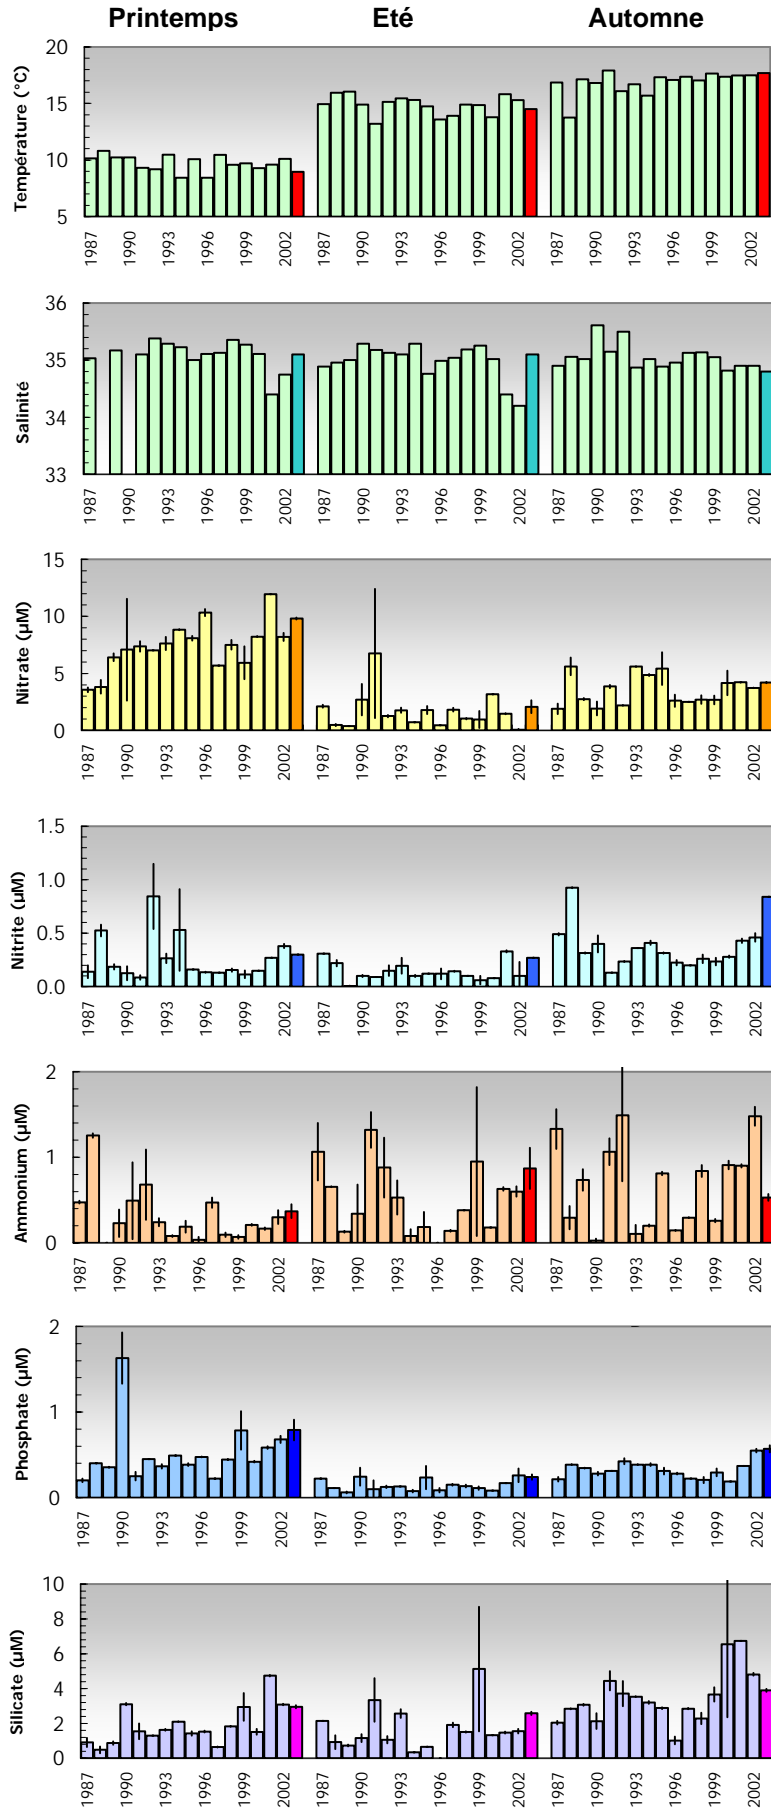 Printemps Eté Automne
Température (°C)
20
15
10
5
1987 1990 1993 1996 1999 2002 1987 1990 1993 1996 1999 2002 1987 1990 1993 1996 1999 2002
Salinité
36
35
34
33
1987 1990 1993 1996 1999 2002 1987 1990 1993 1996 1999 2002 1987 1990 1993 1996 1999 2002
Nitrate (µM)
15
10
5
0
1987 1990 1993 1996 1999 2002 1987 1990 1993 1996 1999 2002 1987 1990 1993 1996 1999 2002
Nitrite (µM)
1.5
1.0
0.5
0.0
1987 1990 1993 1996 1999 2002 1987 1990 1993 1996 1999 2002 1987 1990 1993 1996 1999 2002
Ammonium (µM)
2
1
0
1987 1990 1993 1996 1999 2002 1987 1990 1993 1996 1999 2002 1987 1990 1993 1996 1999 2002
Phosphate (µM)
2
1
0
1987 1990 1993 1996 1999 2002 1987 1990 1993 1996 1999 2002 1987 1990 1993 1996 1999 2002
Silicate (µM)
10
8
6
4
2
0
1987 1990 1993 1996 1999 2002 1987 1990 1993 1996 1999 2002 1987 1990 1993 1996 1999 2002